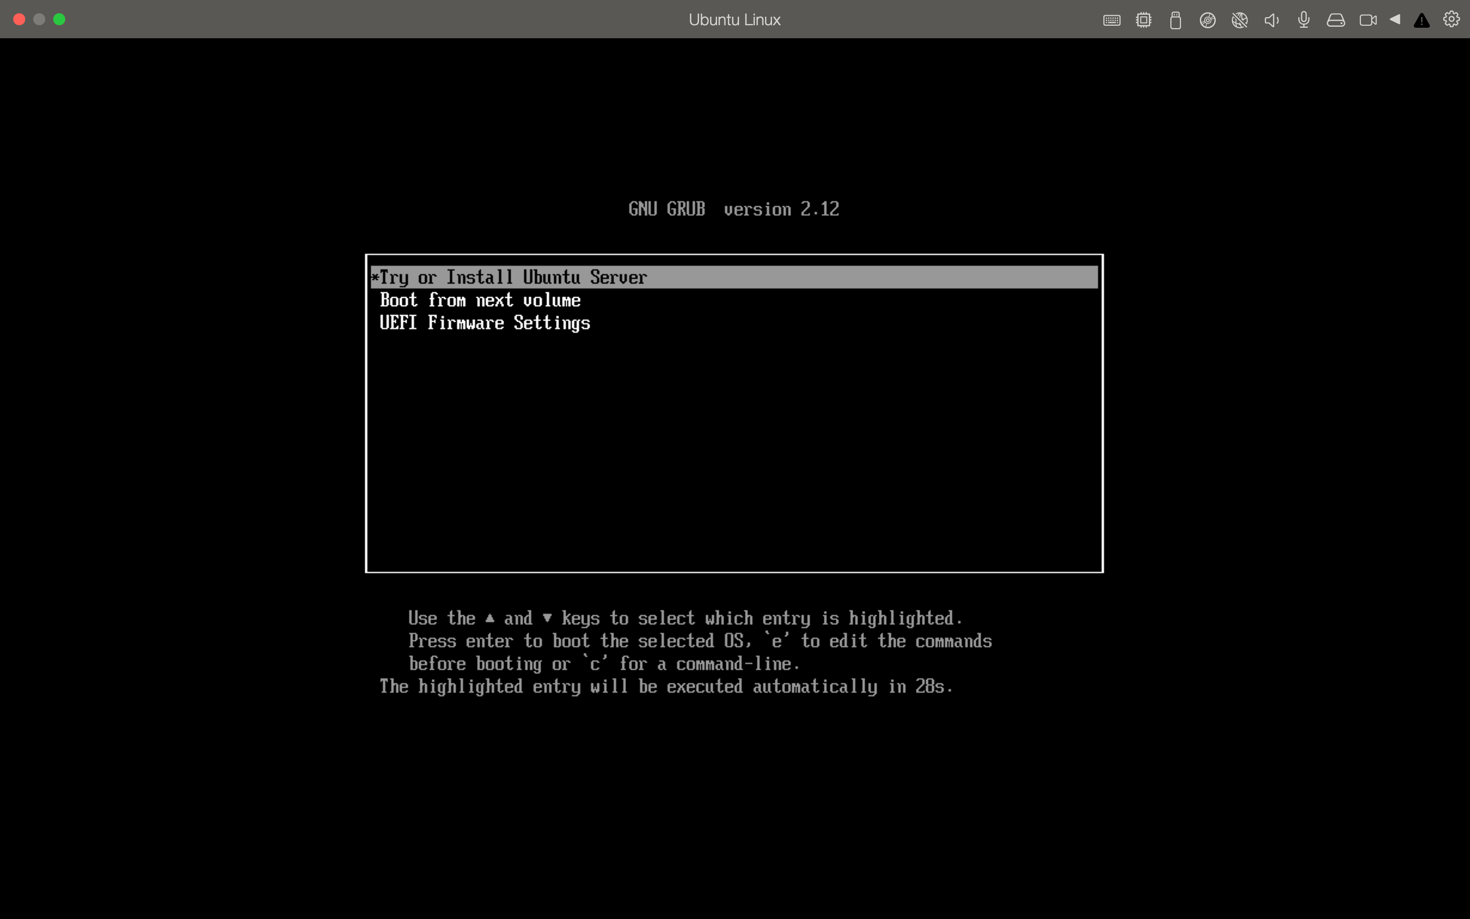 Ubuntu Linux
GNU GRUB  version 2.12
*Try or Install Ubuntu Server
Boot from next volume
UEFI Firmware Settings
Use the ▲ and ▼ keys to select which entry is highlighted.
Press enter to boot the selected OS, `e' to edit the commands
before booting or `c' for a command-line.
The highlighted entry will be executed automatically in 28s.